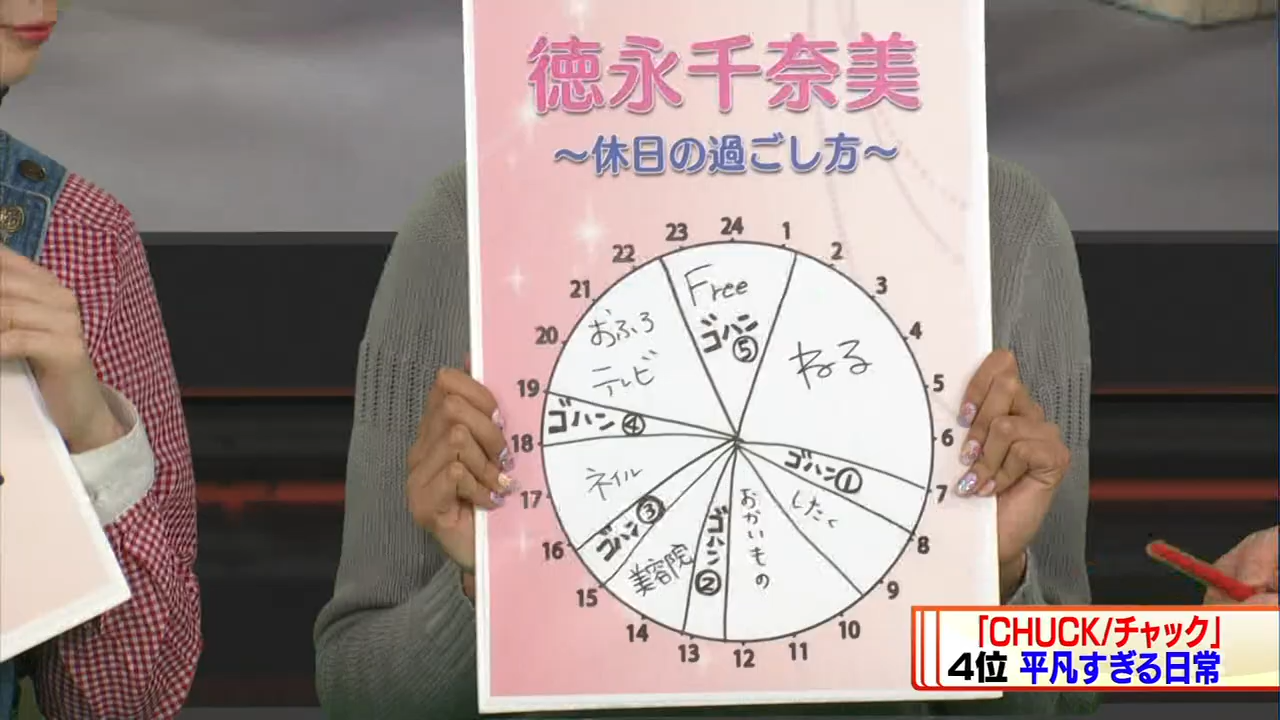 徳永千奈美
〜休日の過ごし方〜
24
1
2
3
4
5
6
7
8
9
10
11
12
13
14
15
16
17
18
19
20
21
22
23
Free
ゴハン⑤
ねる
ゴハン①
したく
おかいもの
ゴハン②
美容院
ゴハン③
ネイル
ゴハン④
おふろ
テレビ
「CHUCK/チャック」
4位 平凡すぎる日常